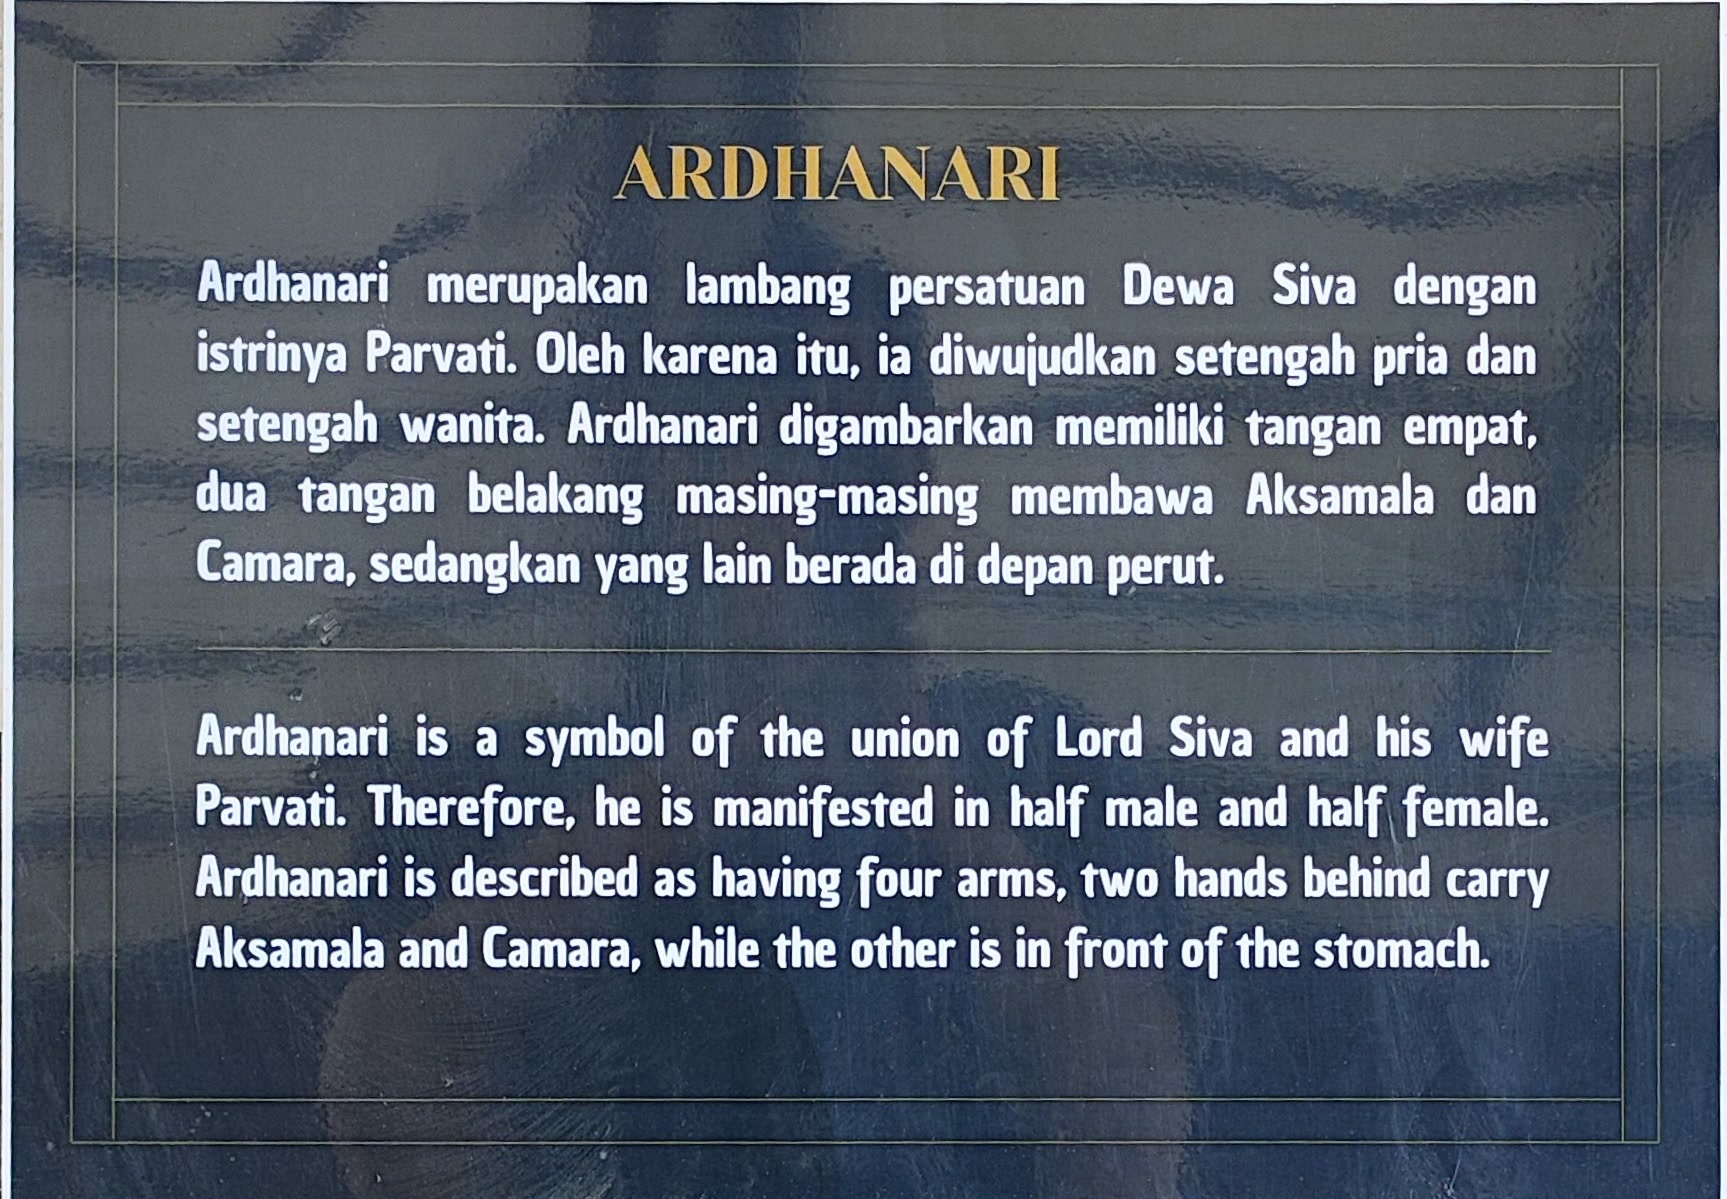 ARDHANARI
Ardhanari merupakan lambang persatuan Dewa Siva dengan
istrinya Parvati. Oleh karena itu, ia diwujudkan setengah pria dan
setengah wanita. Ardhanari digambarkan memiliki tangan empat,
dua tangan belakang masing-masing membawa Aksamala dan
Camara, sedangkan yang lain berada di depan perut.
Ardhanari is a symbol of the union of Lord Siva and his wife
Parvati. Therefore, he is manifested in half male and half female.
Ardhanari is described as having four arms, two hands behind carry
Aksamala and Camara, while the other is in front of the stomach.